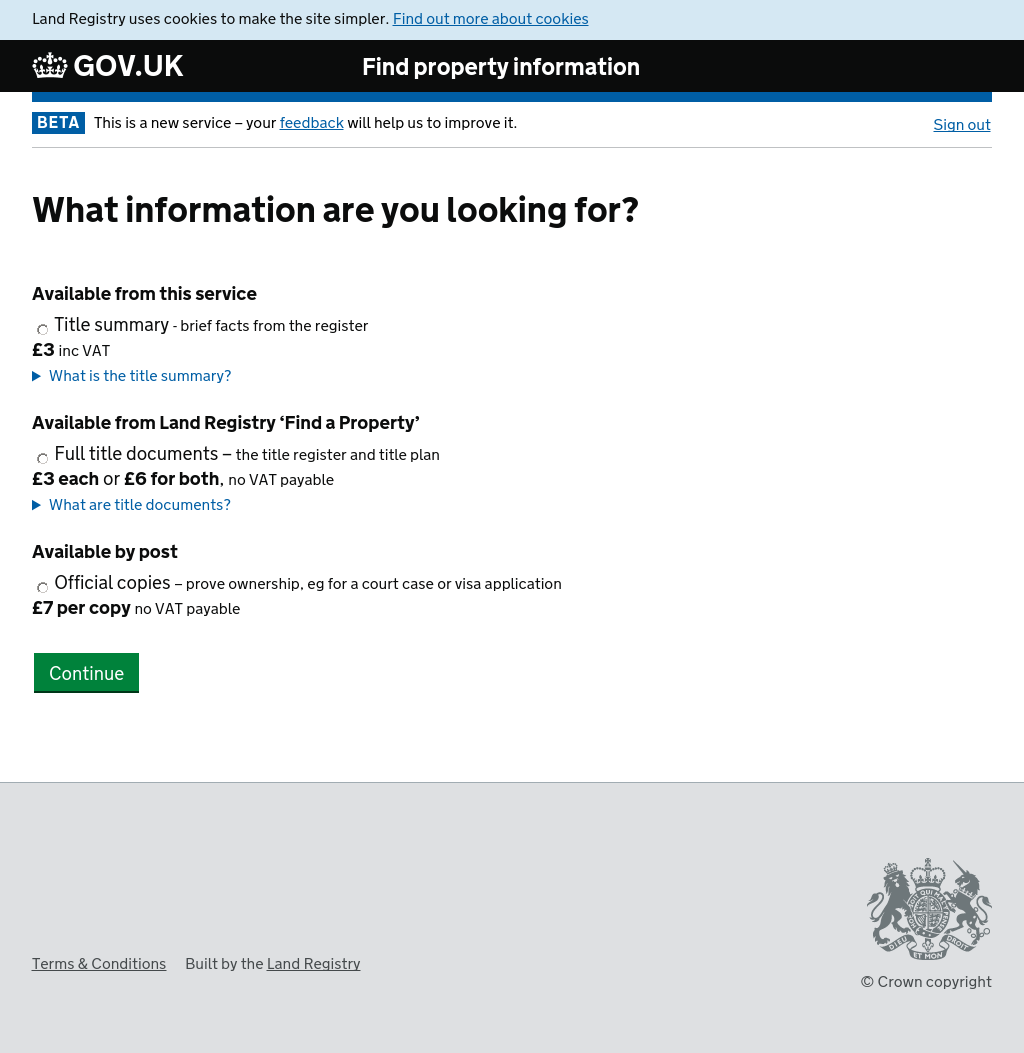 Land Registry uses cookies to make the site simpler. Find out more about cookies
GOV.UK Find property information
BETA This is a new service – your feedback will help us to improve it. Sign out
What information are you looking for?
Available from this service
Title summary - brief facts from the register
£3 inc VAT
What is the title summary?
Available from Land Registry ‘Find a Property’
Full title documents – the title register and title plan
£3 each or £6 for both, no VAT payable
What are title documents?
Available by post
Official copies – prove ownership, eg for a court case or visa application
£7 per copy no VAT payable
Continue
DIEU ET MON DROIT
Terms & Conditions Built by the Land Registry
© Crown copyright